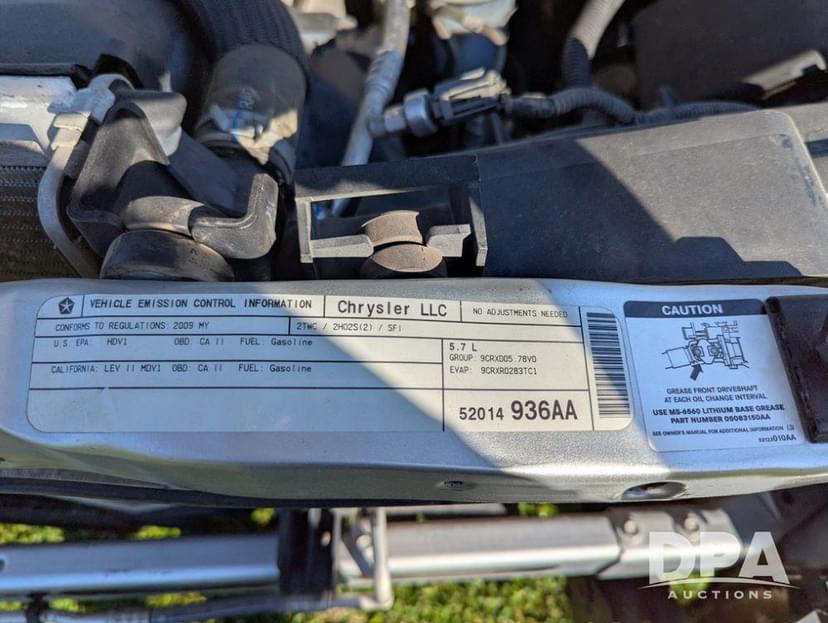 VEHICLE EMISSION CONTROL INFORMATION
Chrysler LLC
NO ADJUSTMENTS NEEDED
CONFORMS TO REGULATIONS: 2009 MY
2TWC / 2HO2S(2) / SFI
U.S. EPA: HDV1 OBD: CA II FUEL: Gasoline
CALIFORNIA: LEV II MDV1 OBD: CA II FUEL: Gasoline
5.7 L
GROUP: 9CRXD05.78V0
EVAP: 9CRXR0283TC1
52014 936AA
CAUTION
GREASE FRONT DRIVESHAFT
AT EACH OIL CHANGE INTERVAL
USE MS-6560 LITHIUM BASE GREASE
PART NUMBER 05083150AA
SEE OWNER'S MANUAL FOR ADDITIONAL INFORMATION
52123010AA
DPA
AUCTIONS